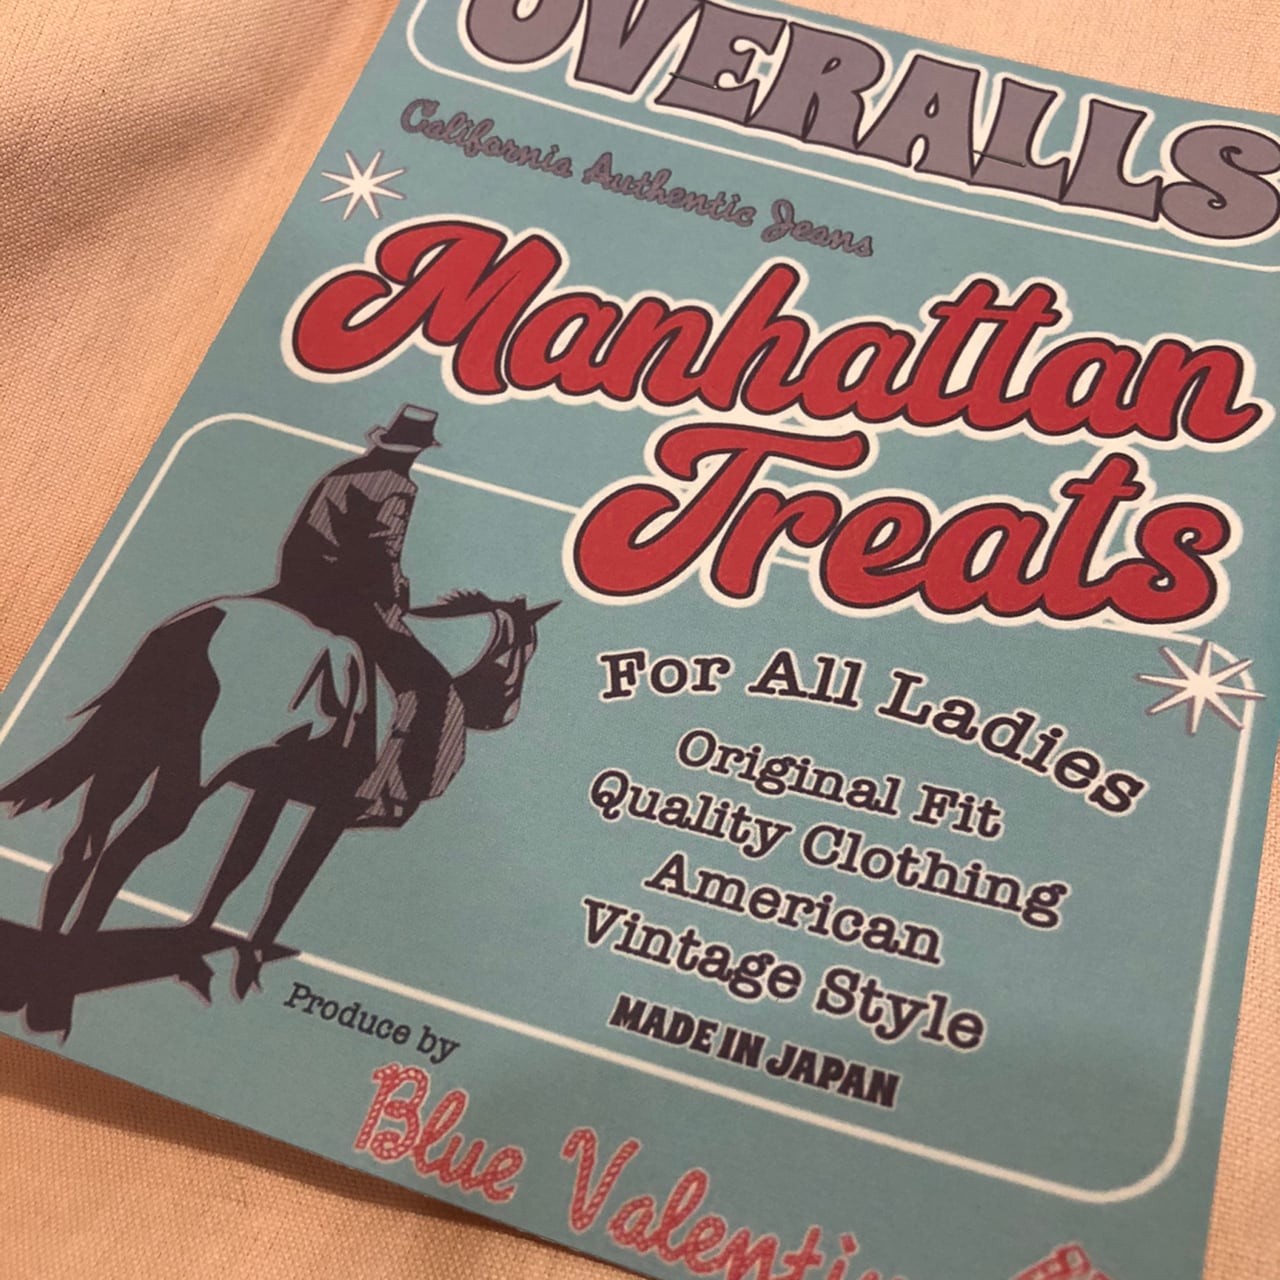 OVERALLS
California Authentic Jeans
Manhattan
Treats
For All Ladies
Original Fit
Quality Clothing
American
Vintage Style
MADE IN JAPAN
Produce by
Blue